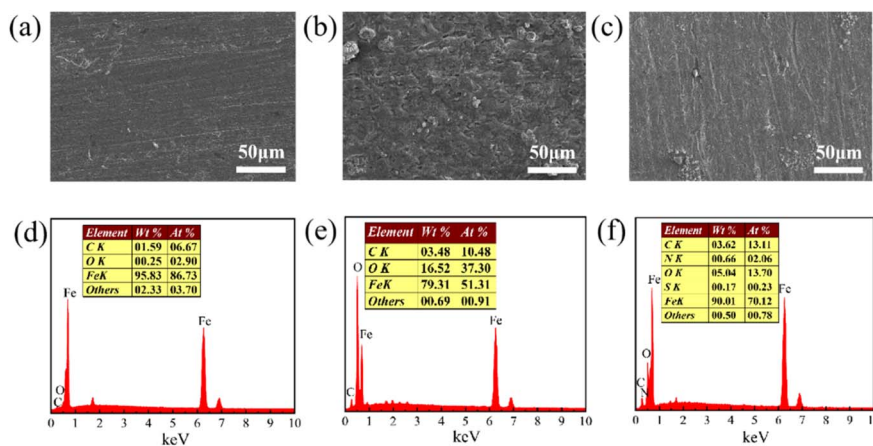 (a)
50μm
(b)
50μm
(c)
50μm
(d)
Element Wt % At %
C K 01.59 06.67
O K 00.25 02.90
FeK 95.83 86.73
Others 02.33 03.70
Fe
Fe
O
C
0 1 2 3 4 5 6 7 8 9 10
keV
(e)
Element Wt % At %
C K 03.48 10.48
O K 16.52 37.30
FeK 79.31 51.31
Others 00.69 00.91
O
Fe
Fe
C
0 1 2 3 4 5 6 7 8 9 10
keV
(f)
Element Wt % At %
C K 03.62 13.11
N K 00.66 02.06
O K 05.04 13.70
S K 00.17 00.23
FeK 90.01 70.12
Others 00.50 00.78
Fe
Fe
O
C
N
0 1 2 3 4 5 6 7 8 9 10
keV